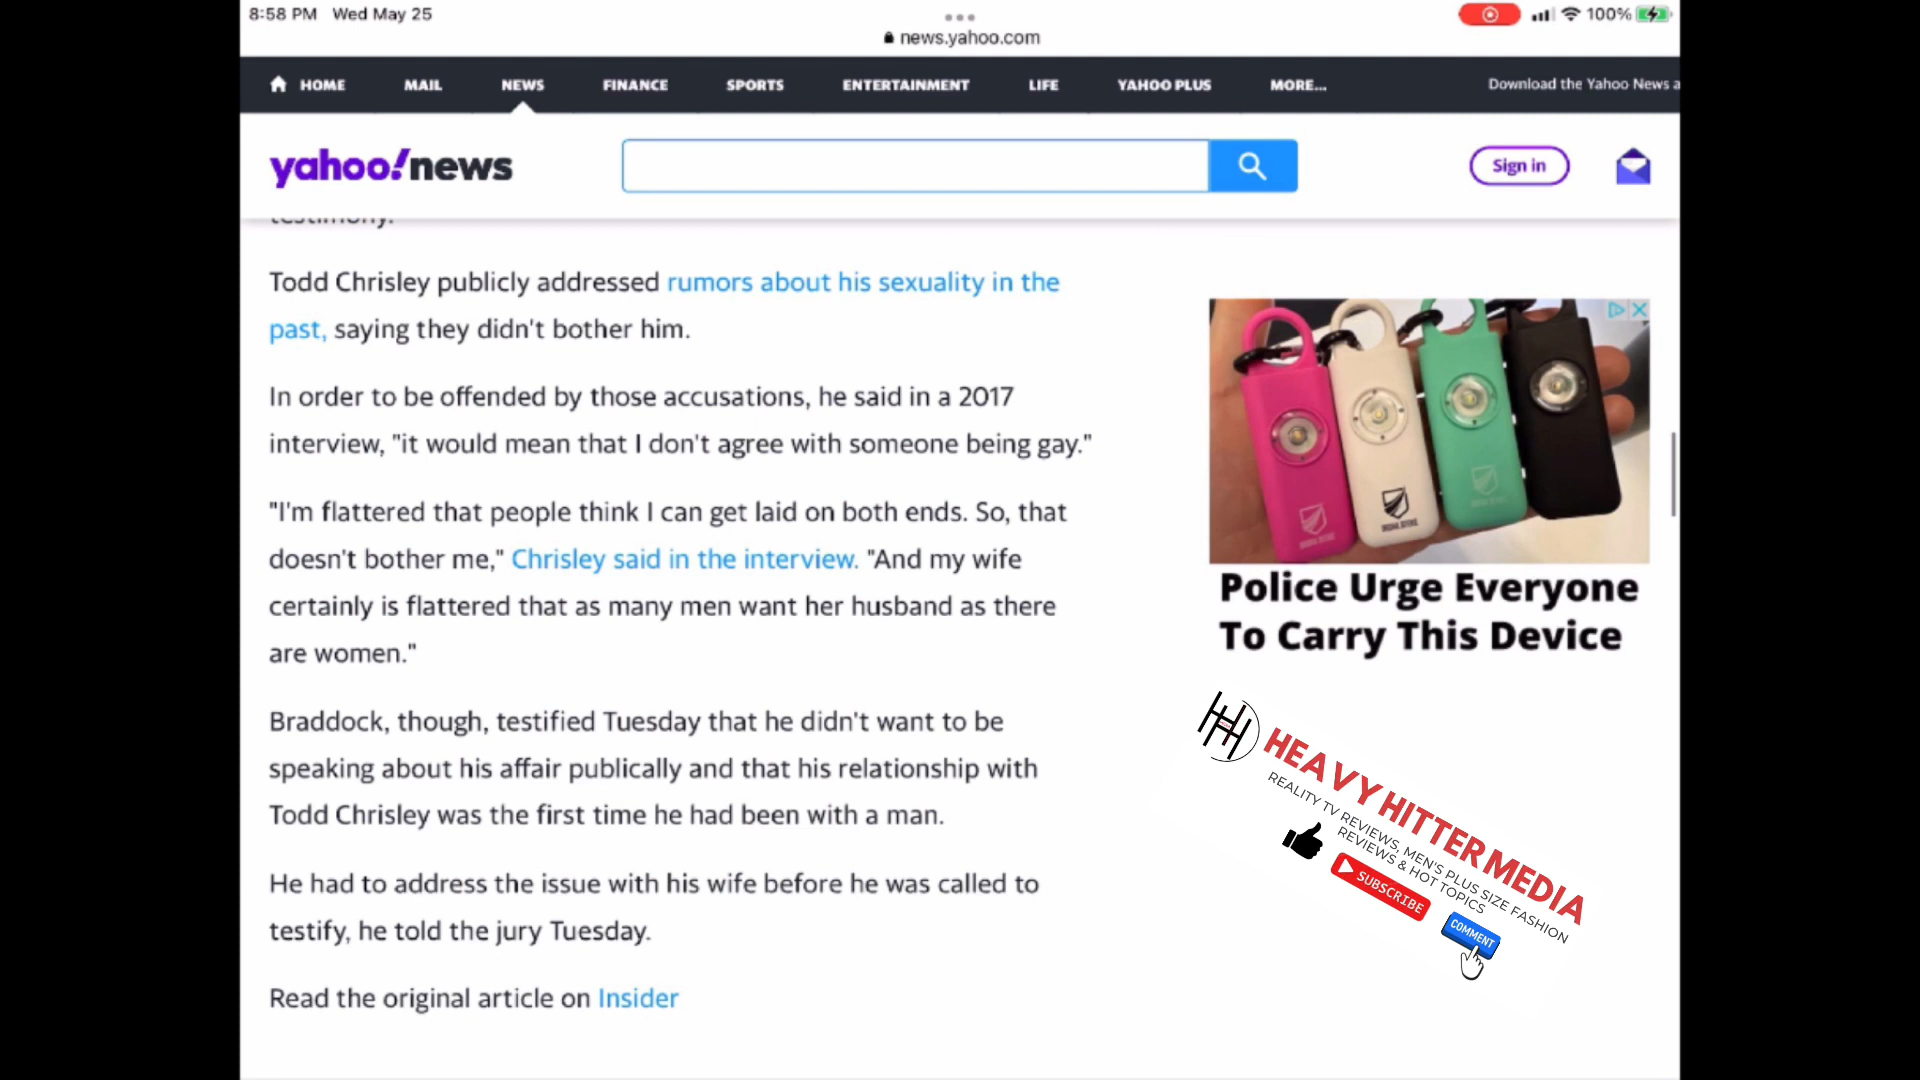 8:58 PM Wed May 25
100%
news.yahoo.com
HOME MAIL NEWS FINANCE SPORTS ENTERTAINMENT LIFE YAHOO PLUS MORE... Download the Yahoo News a
yahoo!news
Sign in
testimony.
Todd Chrisley publicly addressed rumors about his sexuality in the
past, saying they didn't bother him.
In order to be offended by those accusations, he said in a 2017
interview, "it would mean that I don't agree with someone being gay."
"I'm flattered that people think I can get laid on both ends. So, that
doesn't bother me," Chrisley said in the interview. "And my wife
certainly is flattered that as many men want her husband as there
are women."
Braddock, though, testified Tuesday that he didn't want to be
speaking about his affair publically and that his relationship with
Todd Chrisley was the first time he had been with a man.
He had to address the issue with his wife before he was called to
testify, he told the jury Tuesday.
Read the original article on Insider
Police Urge Everyone
To Carry This Device
HEAVY HITTER MEDIA
REALITY TV REVIEWS, MEN'S PLUS SIZE FASHION
REVIEWS & HOT TOPICS
SUBSCRIBE
COMMENT